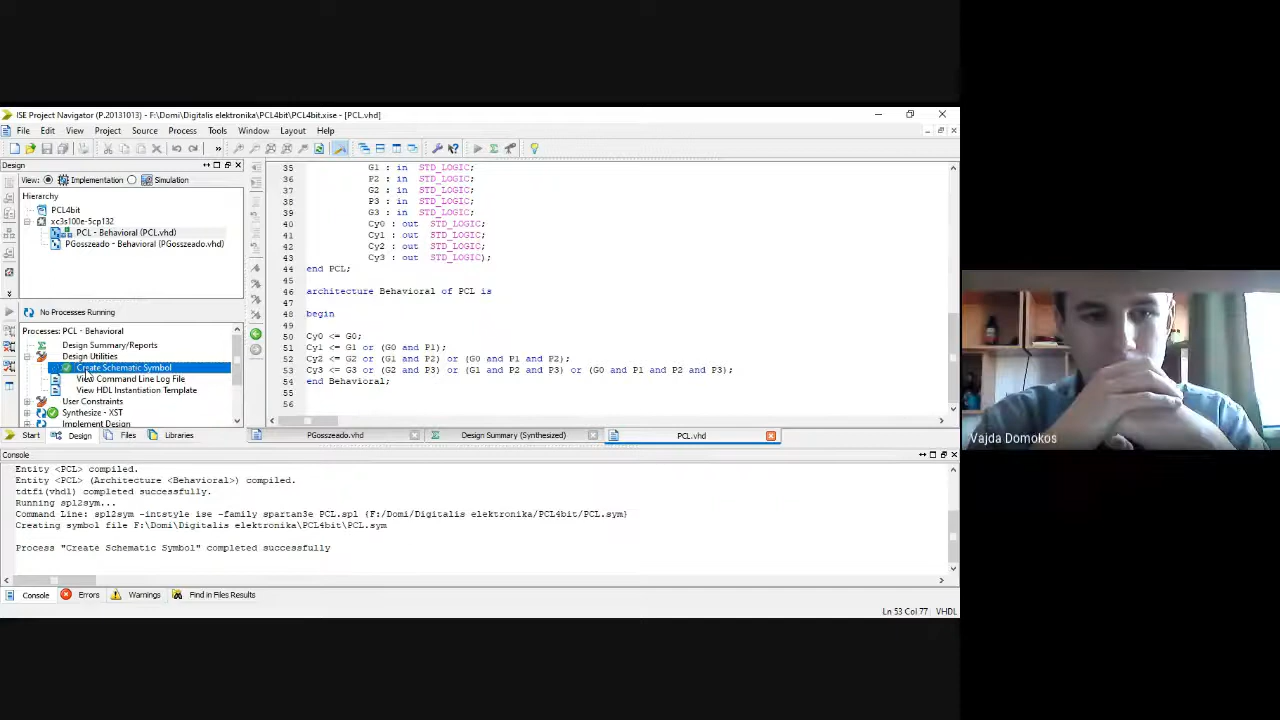 ISE Project Navigator (P.20131013) - F:\Domi\Digitalis elektronika\PCL4bit\PCL4bit.xise - [PCL.vhd]
File Edit View Project Source Process Tools Window Layout Help
Design
View: Implementation Simulation
Hierarchy
PCL4bit
xc3s100e-5cp132
PCL - Behavioral (PCL.vhd)
PGosszeado - Behavioral (PGosszeado.vhd)
No Processes Running
Processes: PCL - Behavioral
Design Summary/Reports
Design Utilities
Create Schematic Symbol
View Command Line Log File
View HDL Instantiation Template
User Constraints
Synthesize - XST
Implement Design
Start Design Files Libraries
35 G1 : in STD_LOGIC;
36 P2 : in STD_LOGIC;
37 G2 : in STD_LOGIC;
38 P3 : in STD_LOGIC;
39 G3 : in STD_LOGIC;
40 Cy0 : out STD_LOGIC;
41 Cy1 : out STD_LOGIC;
42 Cy2 : out STD_LOGIC;
43 Cy3 : out STD_LOGIC);
44 end PCL;
45
46 architecture Behavioral of PCL is
47
48 begin
49
50 Cy0 <= G0;
51 Cy1 <= G1 or (G0 and P1);
52 Cy2 <= G2 or (G1 and P2) or (G0 and P1 and P2);
53 Cy3 <= G3 or (G2 and P3) or (G1 and P2 and P3) or (G0 and P1 and P2 and P3);
54 end Behavioral;
55
56
PGosszeado.vhd Design Summary (Synthesized) PCL.vhd
Console
Entity <PCL> compiled.
Entity <PCL> (Architecture <Behavioral>) compiled.
tdtfi(vhdl) completed successfully.
Running spl2sym...
Command Line: spl2sym -intstyle ise -family spartan3e PCL.spl {F:/Domi/Digitalis elektronika/PCL4bit/PCL.sym}
Creating symbol file F:\Domi\Digitalis elektronika\PCL4bit\PCL.sym
Process "Create Schematic Symbol" completed successfully
Console Errors Warnings Find in Files Results
Ln 53 Col 77 VHDL
Vajda Domokos